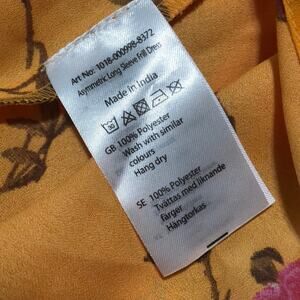 Art No: 1018-000998-8372
Asymmetric Long Sleeve Frill Dress
Made in India
GB 100% Polyester
Wash with similar
colours
Hang dry
SE 100% Polyester
Tvättas med liknande
färger
Hängtorkas